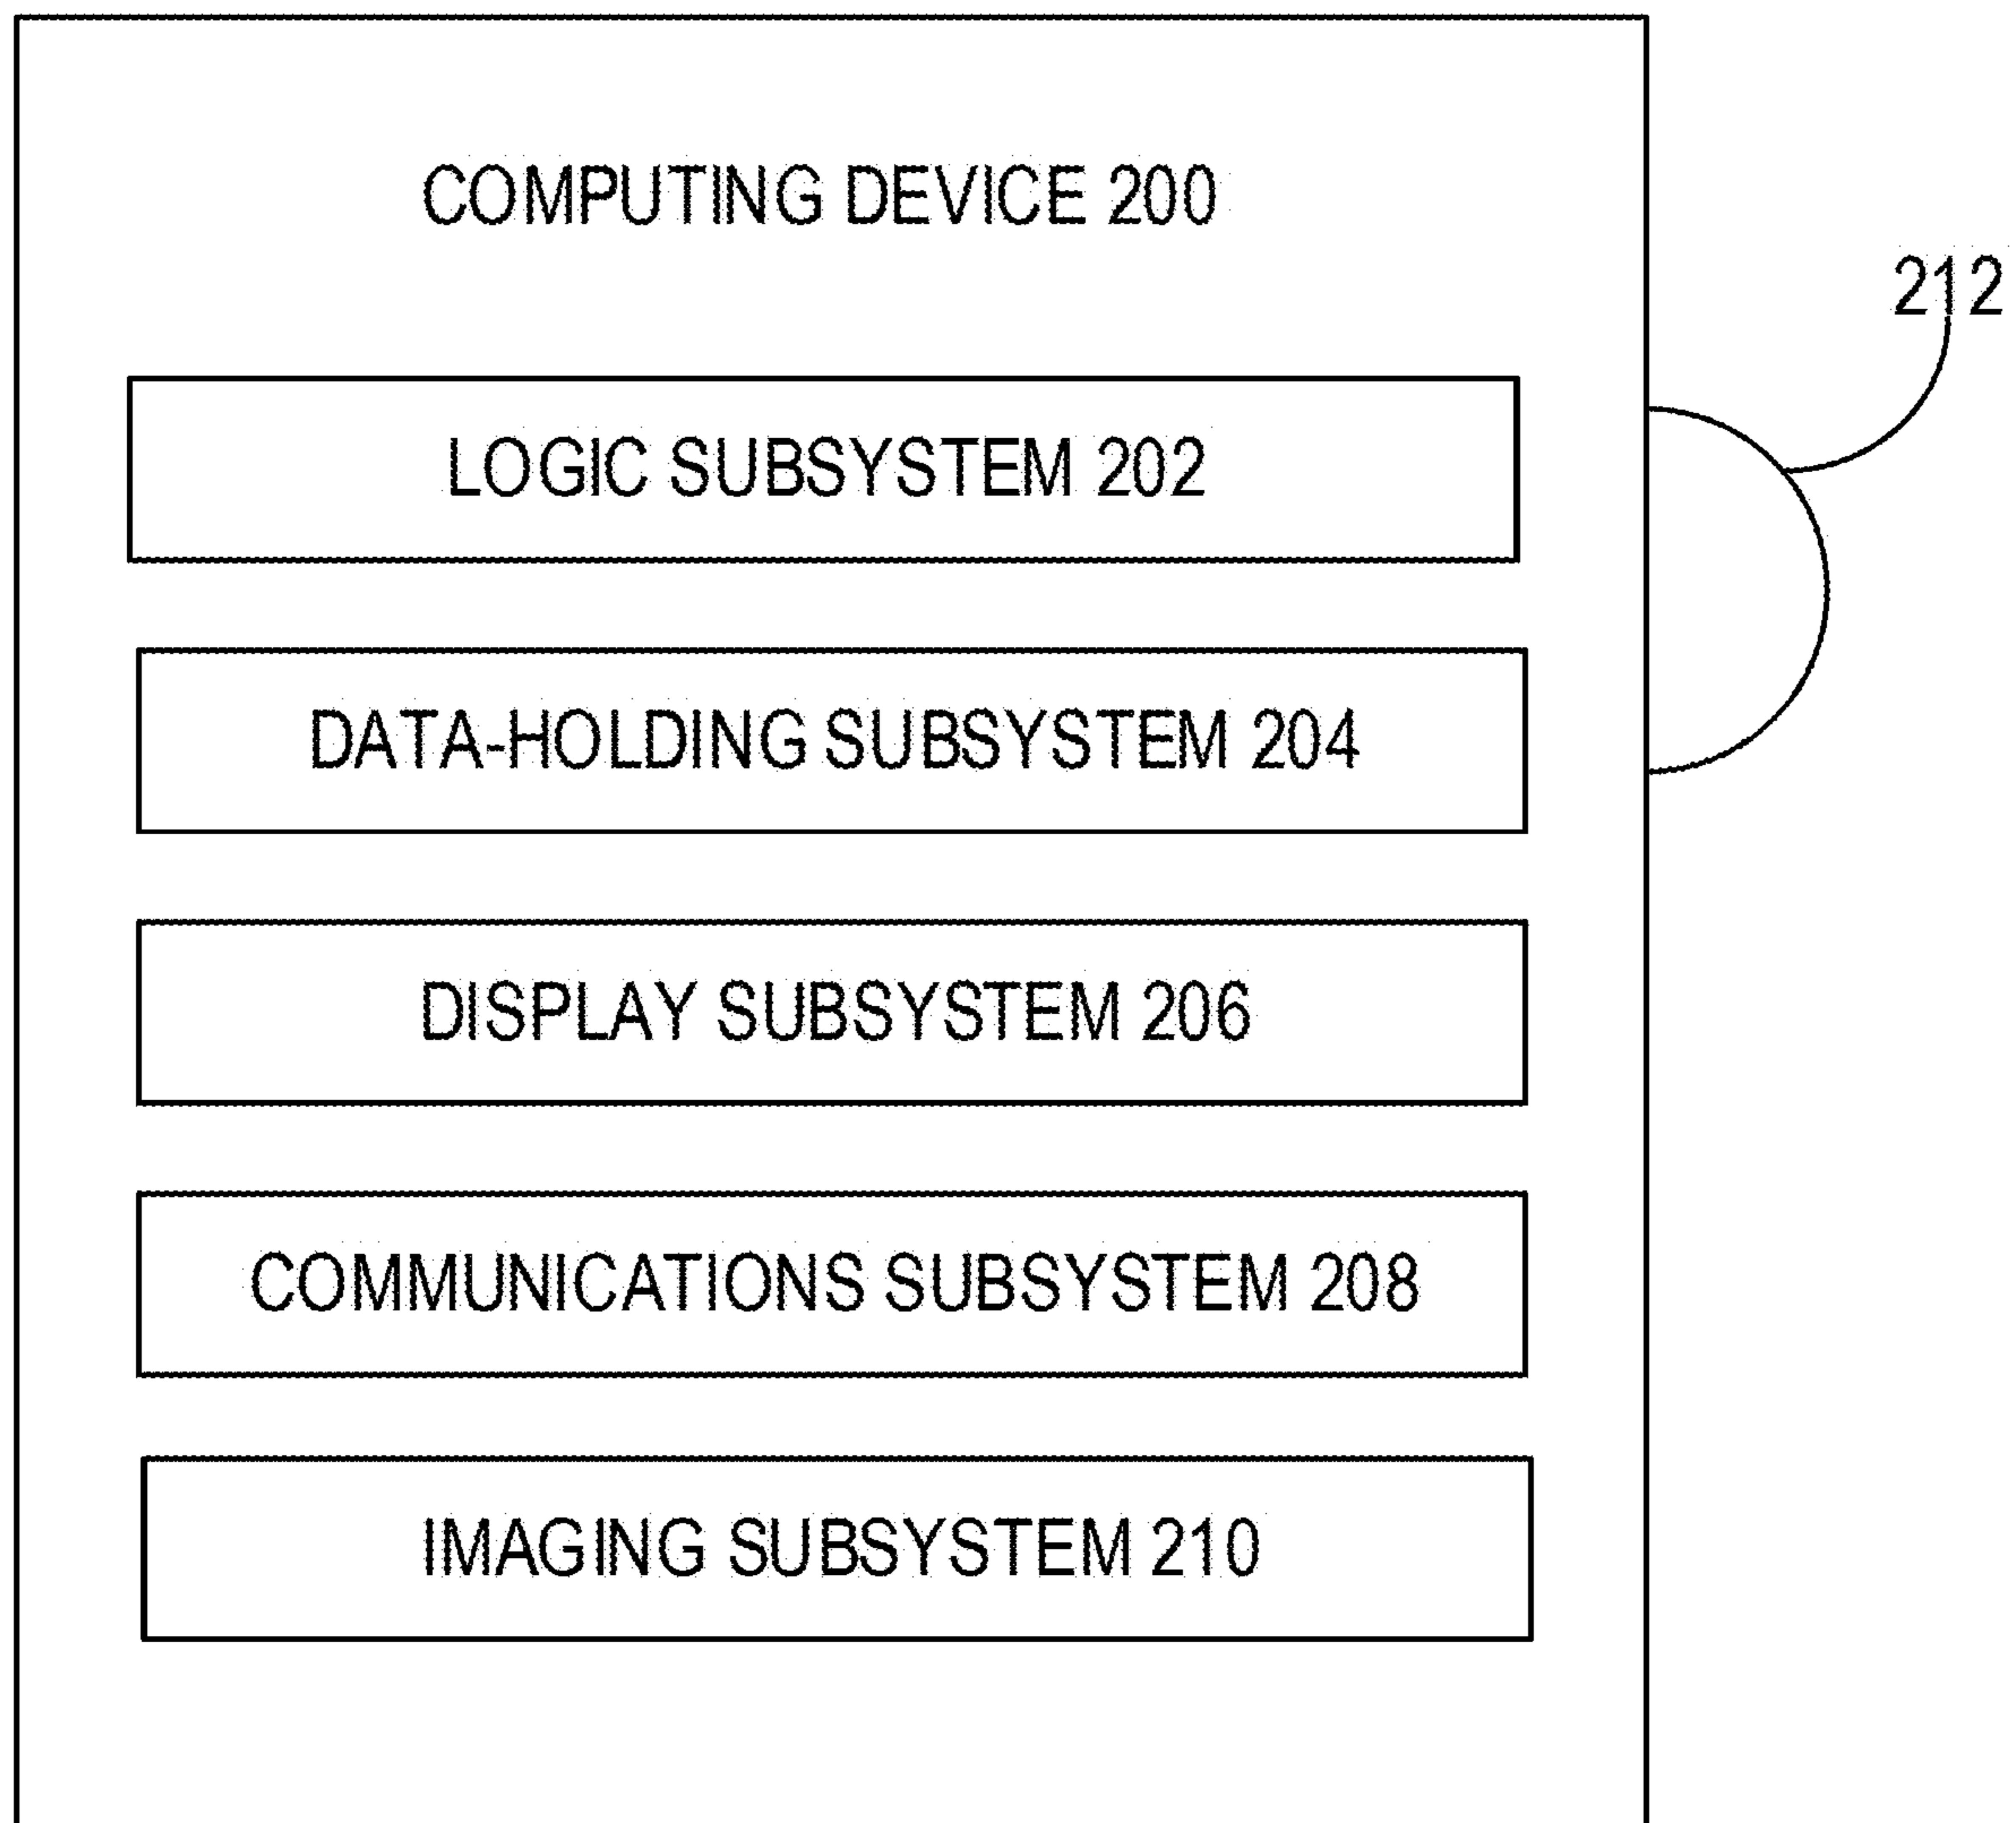 COMPUTING DEVICE 200
212
LOGIC SUBSYSTEM 202
DATA-HOLDING SUBSYSTEM 204
DISPLAY SUBSYSTEM 206
COMMUNICATIONS SUBSYSTEM 208
IMAGING SUBSYSTEM 210